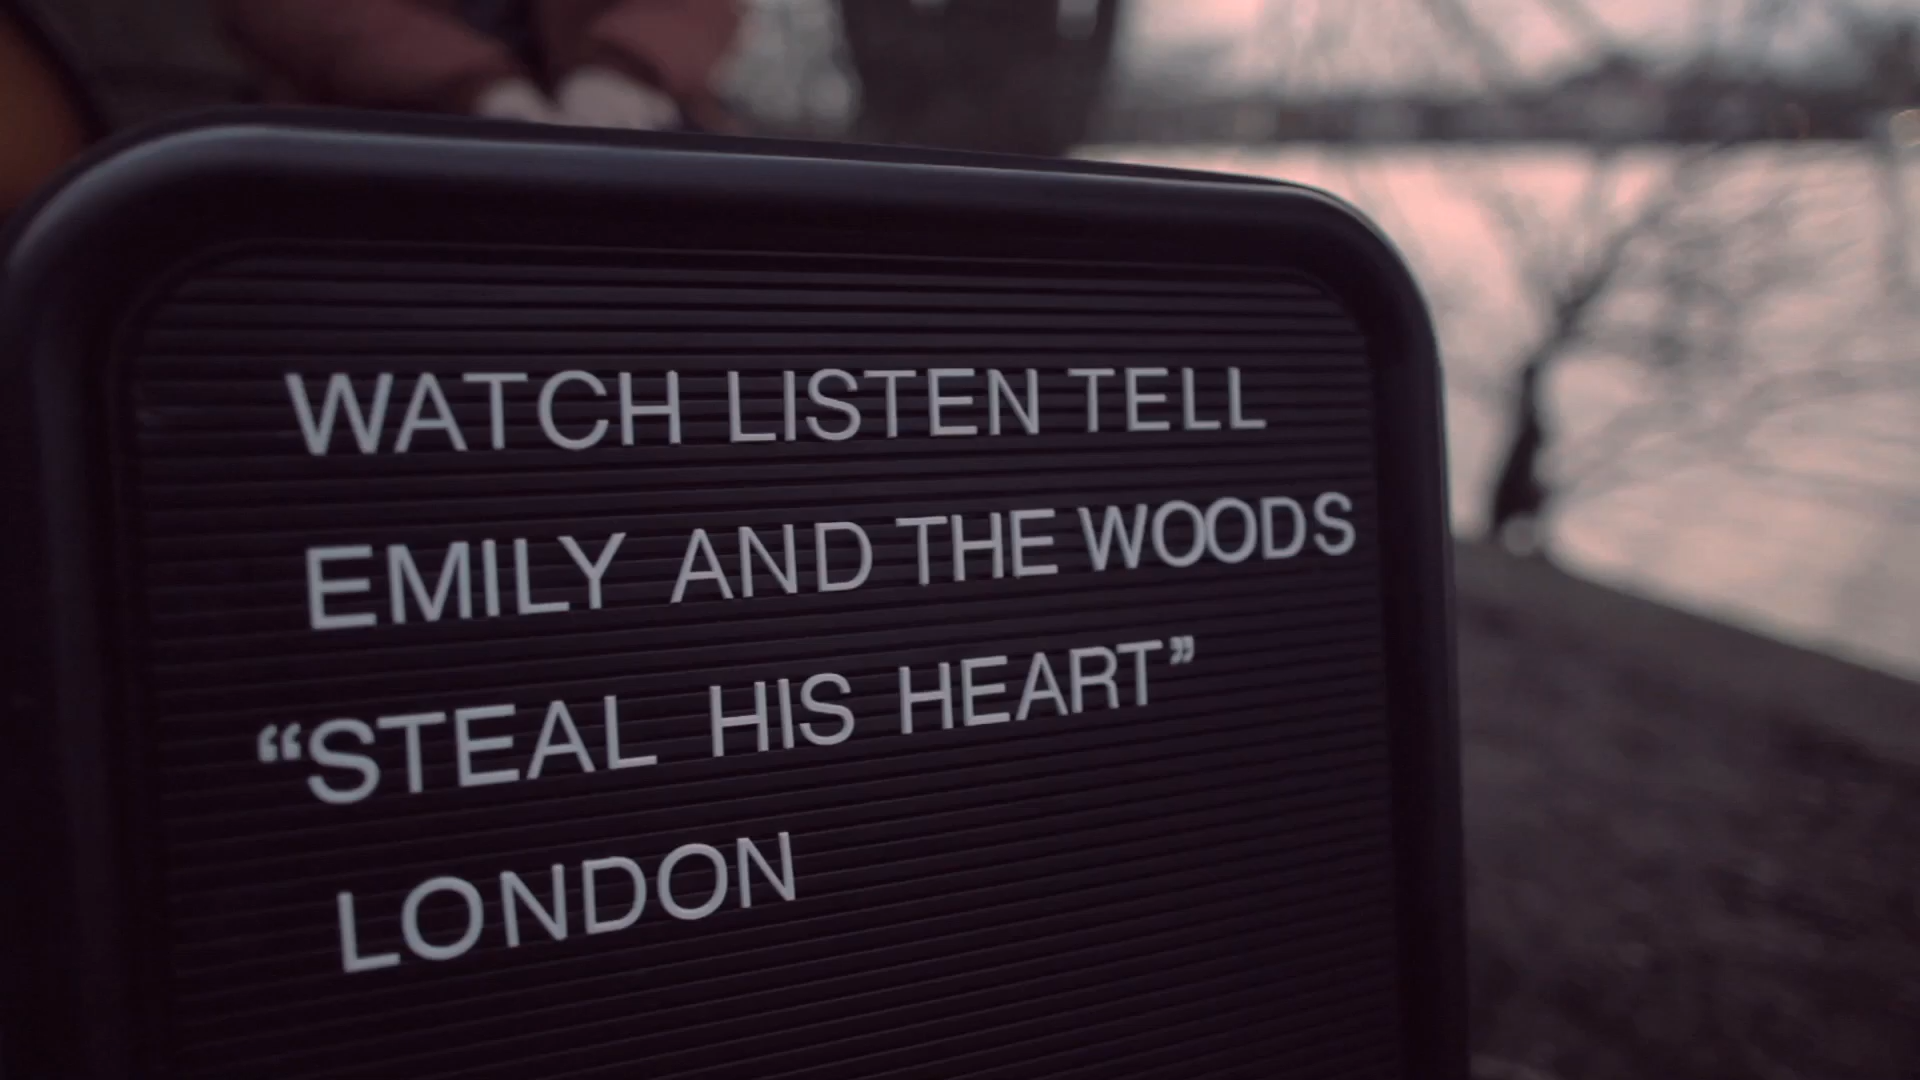 WATCH LISTEN TELL
EMILY AND THE WOODS
“STEAL HIS HEART”
LONDON